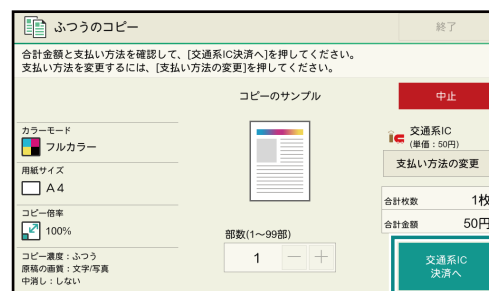 ふつうのコピー
終了
合計金額と支払い方法を確認して、[交通系IC決済へ]を押してください。
支払い方法を変更するには、[支払い方法の変更]を押してください。
コピーのサンプル
中止
カラーモード
フルカラー
用紙サイズ
A4
コピー倍率
100%
コピー濃度:ふつう
原稿の画質:文字/写真
中消し:しない
部数(1~99部)
1
交通系IC
(単価:50円)
支払い方法の変更
合計枚数 1枚
合計金額 50円
交通系IC
決済へ